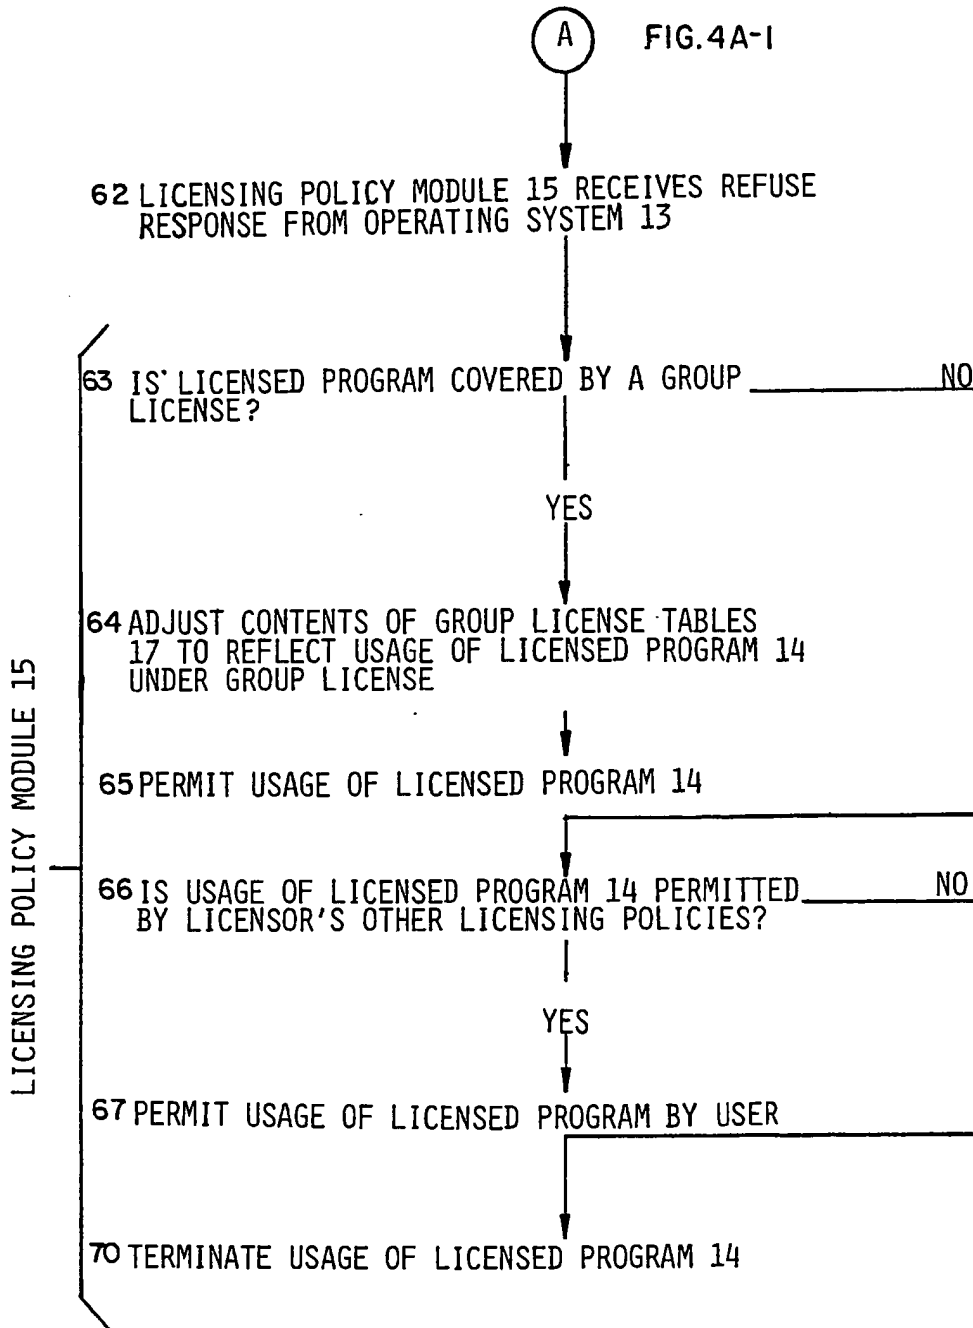 A FIG.4A-1
62 LICENSING POLICY MODULE 15 RECEIVES REFUSE
RESPONSE FROM OPERATING SYSTEM 13
63 IS LICENSED PROGRAM COVERED BY A GROUP NO
LICENSE?
YES
64 ADJUST CONTENTS OF GROUP LICENSE TABLES
17 TO REFLECT USAGE OF LICENSED PROGRAM 14
UNDER GROUP LICENSE
65 PERMIT USAGE OF LICENSED PROGRAM 14
66 IS USAGE OF LICENSED PROGRAM 14 PERMITTED NO
BY LICENSOR'S OTHER LICENSING POLICIES?
YES
67 PERMIT USAGE OF LICENSED PROGRAM BY USER
70 TERMINATE USAGE OF LICENSED PROGRAM 14
LICENSING POLICY MODULE 15